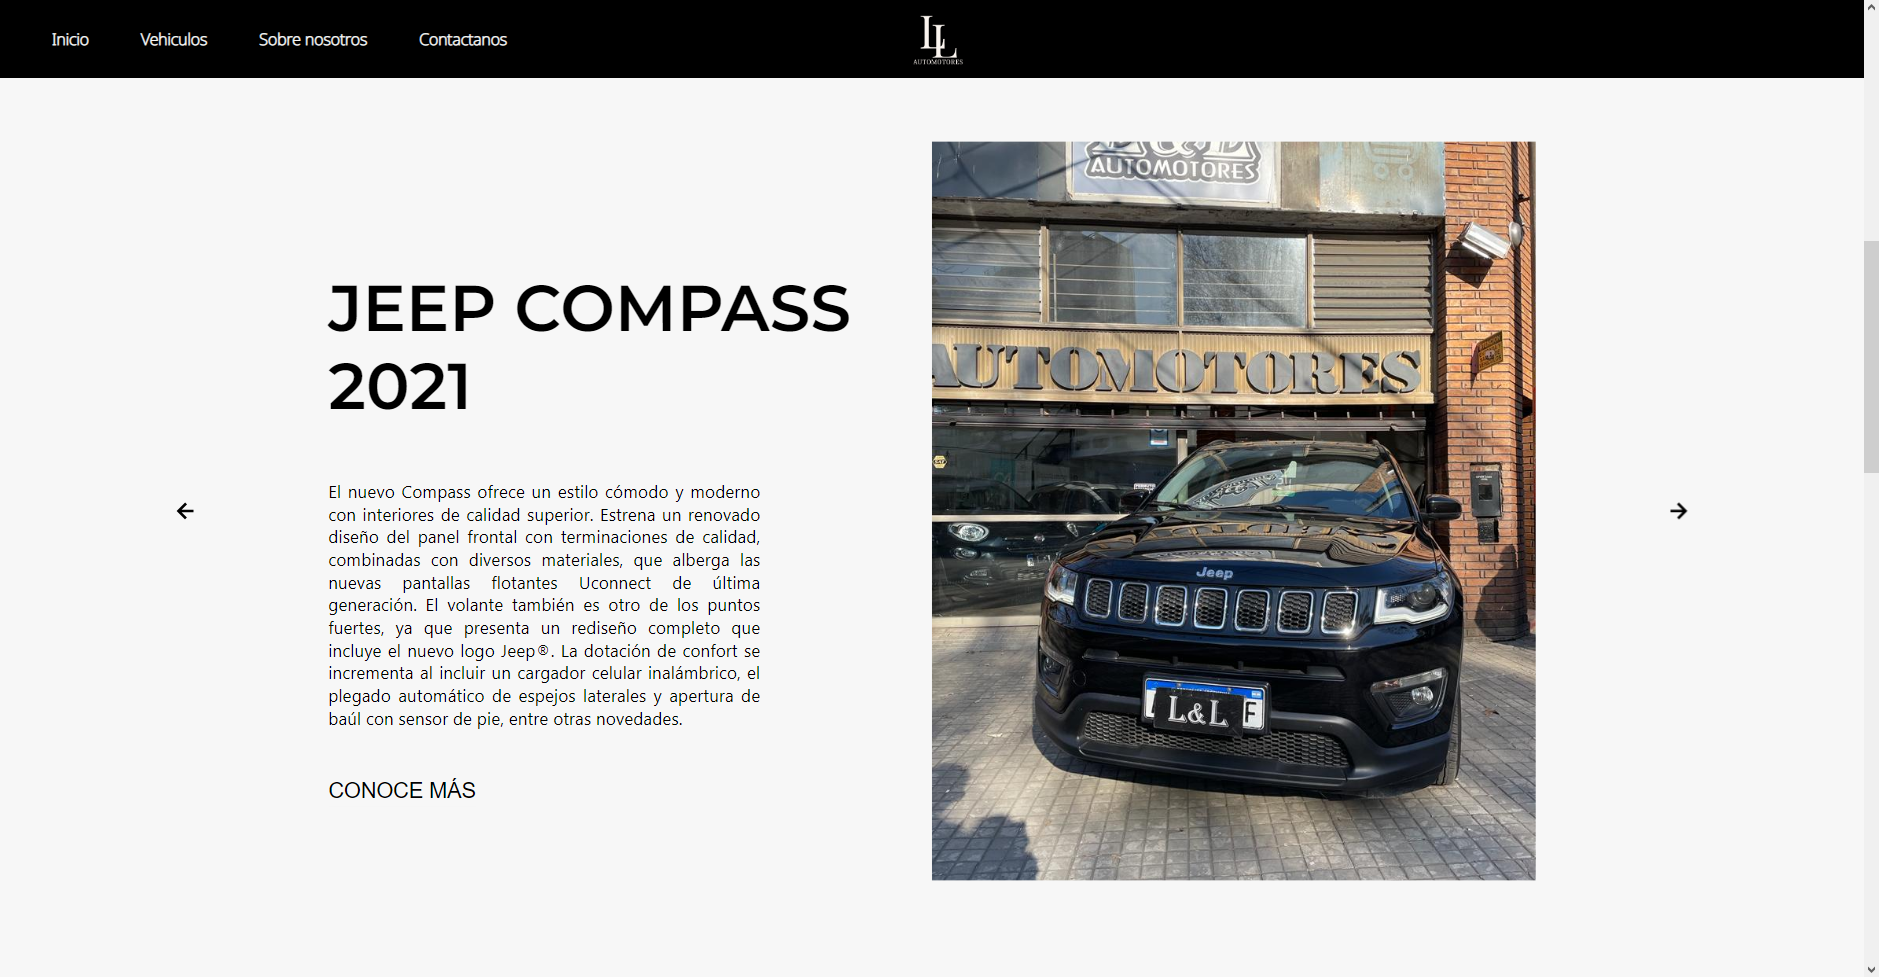 Inicio
Vehiculos
Sobre nosotros
Contactanos
LL
AUTOMOTORES
JEEP COMPASS
2021
El nuevo Compass ofrece un estilo cómodo y moderno
con interiores de calidad superior. Estrena un renovado
diseño del panel frontal con terminaciones de calidad,
combinadas con diversos materiales, que alberga las
nuevas pantallas flotantes Uconnect de última
generación. El volante también es otro de los puntos
fuertes, ya que presenta un rediseño completo que
incluye el nuevo logo Jeep®. La dotación de confort se
incrementa al incluir un cargador celular inalámbrico, el
plegado automático de espejos laterales y apertura de
baúl con sensor de pie, entre otras novedades.
CONOCE MÁS
AUTOMOTORES
AUTOMOTORES
Jeep
L&L
F